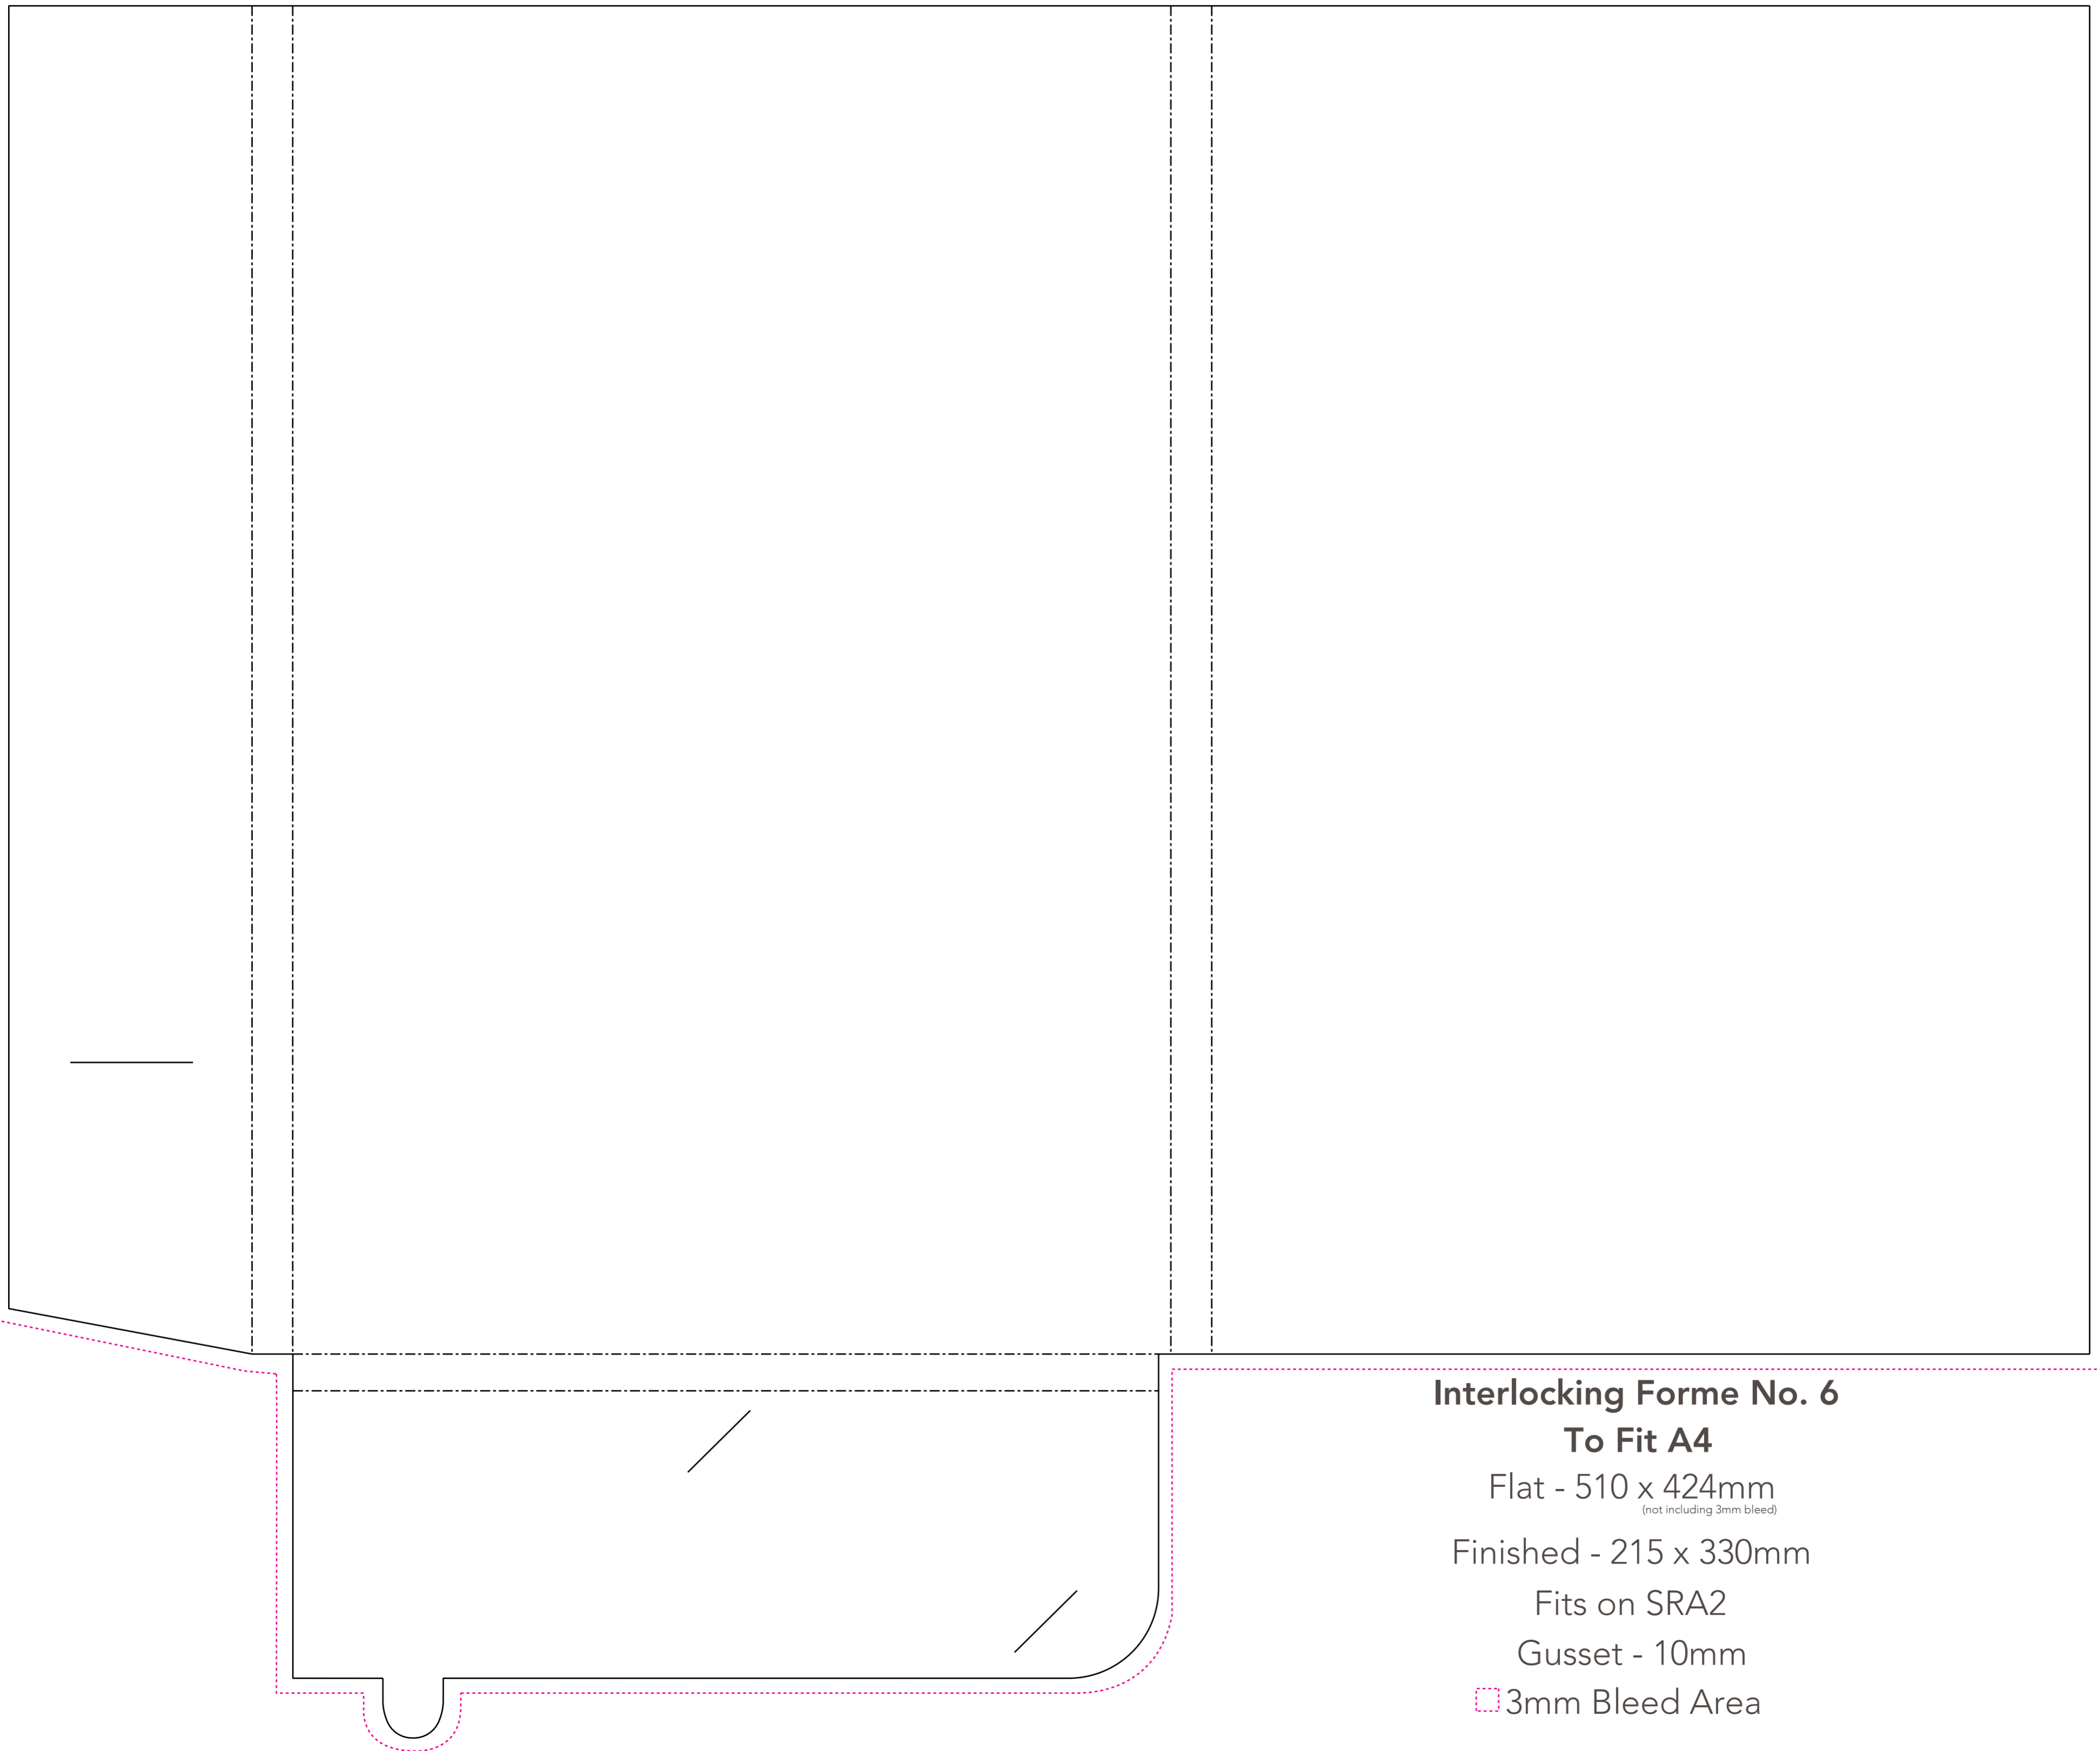 Interlocking Forme No. 6
To Fit A4
Flat - 510 x 424mm
(not including 3mm bleed)
Finished - 215 x 330mm
Fits on SRA2
Gusset - 10mm
3mm Bleed Area